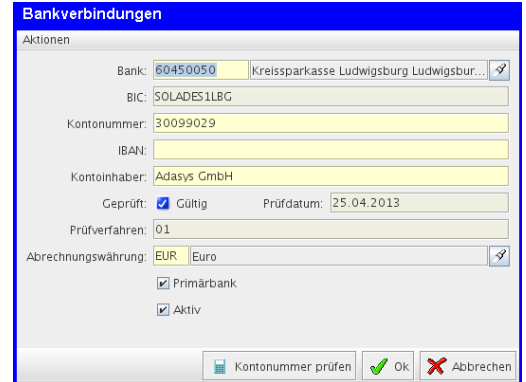 Bankverbindungen
Aktionen
Bank: 60450050 Kreissparkasse Ludwigsburg Ludwigsbur...
BIC: SOLADES1LBG
Kontonummer: 30099029
IBAN:
Kontoinhaber: Adasys GmbH
Geprüft: Gültig Prüfdatum: 25.04.2013
Prüfverfahren: 01
Abrechnungswährung: EUR Euro
Primärbank
Aktiv
Kontonummer prüfen Ok Abbrechen